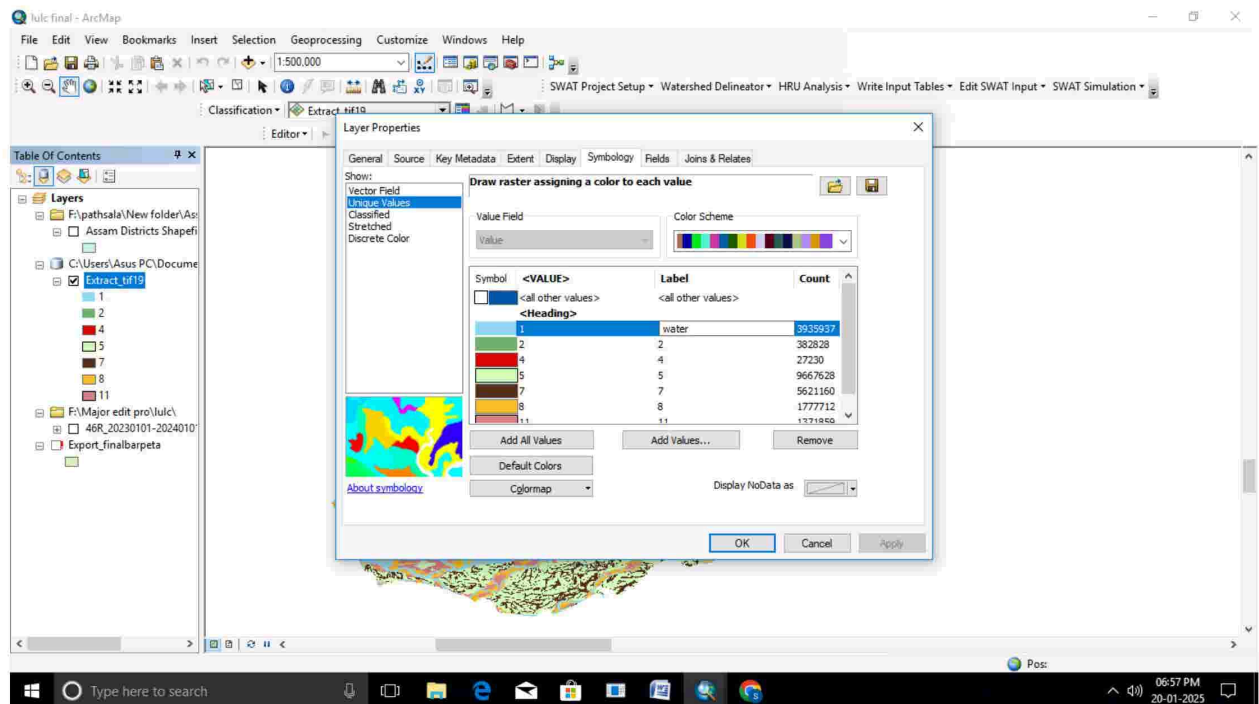 lulc final - ArcMap
File Edit View Bookmarks Insert Selection Geoprocessing Customize Windows Help
1:500,000
SWAT Project Setup Watershed Delineator HRU Analysis Write Input Tables Edit SWAT Input SWAT Simulation
Classification Extract_tif19
Editor
Table Of Contents
Layers
F:\pathsala\New folder\Ass
Assam Districts Shapefi
C:\Users\Asus PC\Docume
Extract_tif19
1
2
4
5
7
8
11
F:\Major edit pro\lulc\
46R_20230101-20240101
Export_finalbarpeta
Layer Properties
General Source Key Metadata Extent Display Symbology Fields Joins & Relates
Show:
Vector Field
Unique Values
Classified
Stretched
Discrete Color
About symbology
Draw raster assigning a color to each value
Value Field
Value
Color Scheme
Symbol <VALUE> Label Count
<all other values> <all other values>
<Heading>
1 water 3935937
2 2 382828
4 4 27230
5 5 9667628
7 7 5621160
8 8 1777712
11 11 1371859
Add All Values Add Values... Remove
Default Colors
Colormap Display NoData as
OK Cancel Apply
Pos:
Type here to search
06:57 PM
20-01-2025